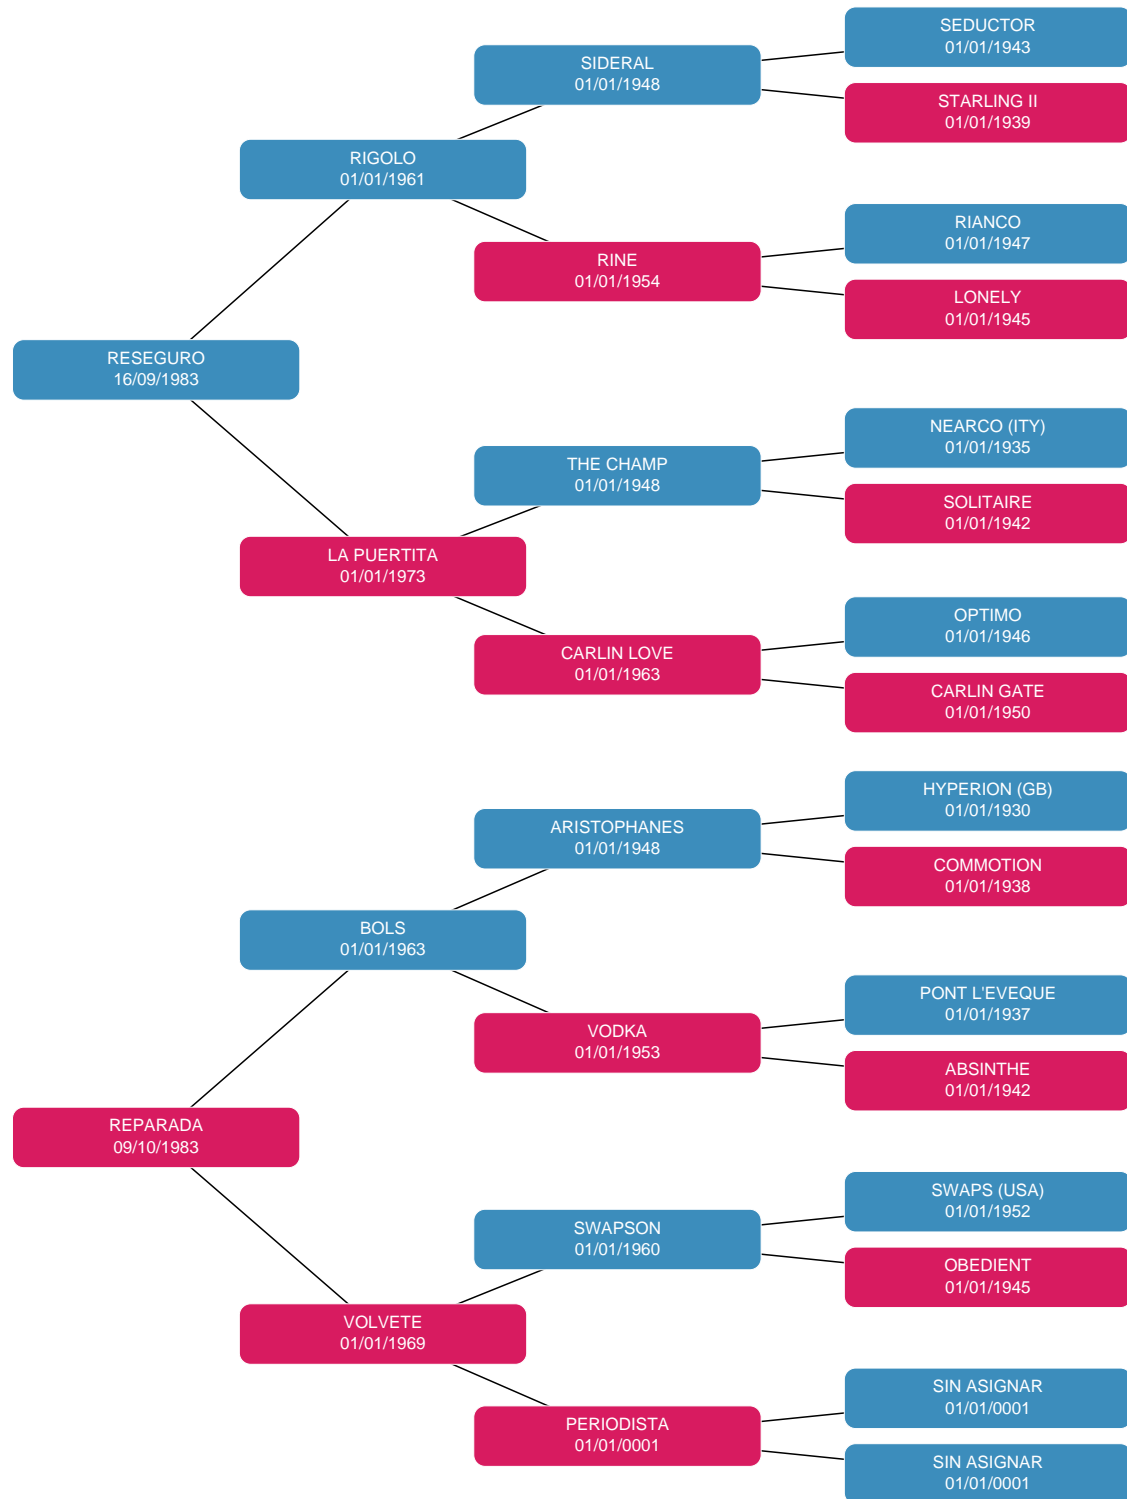 SEDUCTOR
01/01/1943
SIDERAL
01/01/1948
STARLING II
01/01/1939
RIGOLO
01/01/1961
RIANCO
01/01/1947
RINE
01/01/1954
LONELY
01/01/1945
RESEGURO
16/09/1983
NEARCO (ITY)
01/01/1935
THE CHAMP
01/01/1948
SOLITAIRE
01/01/1942
LA PUERTITA
01/01/1973
OPTIMO
01/01/1946
CARLIN LOVE
01/01/1963
CARLIN GATE
01/01/1950
HYPERION (GB)
01/01/1930
ARISTOPHANES
01/01/1948
COMMOTION
01/01/1938
BOLS
01/01/1963
PONT L'EVEQUE
01/01/1937
VODKA
01/01/1953
ABSINTHE
01/01/1942
REPARADA
09/10/1983
SWAPS (USA)
01/01/1952
SWAPSON
01/01/1960
OBEDIENT
01/01/1945
VOLVETE
01/01/1969
SIN ASIGNAR
01/01/0001
PERIODISTA
01/01/0001
SIN ASIGNAR
01/01/0001